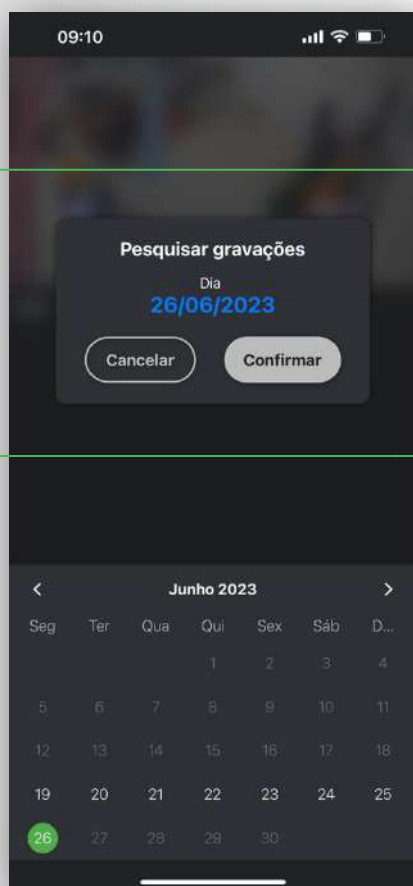 09:10
Pesquisar gravações
Dia
26/06/2023
Cancelar Confirmar
Junho 2023
Seg Ter Qua Qui Sex Sáb D...
1 2 3 4
5 6 7 8 9 10 11
12 13 14 15 16 17 18
19 20 21 22 23 24 25
26 27 28 29 30